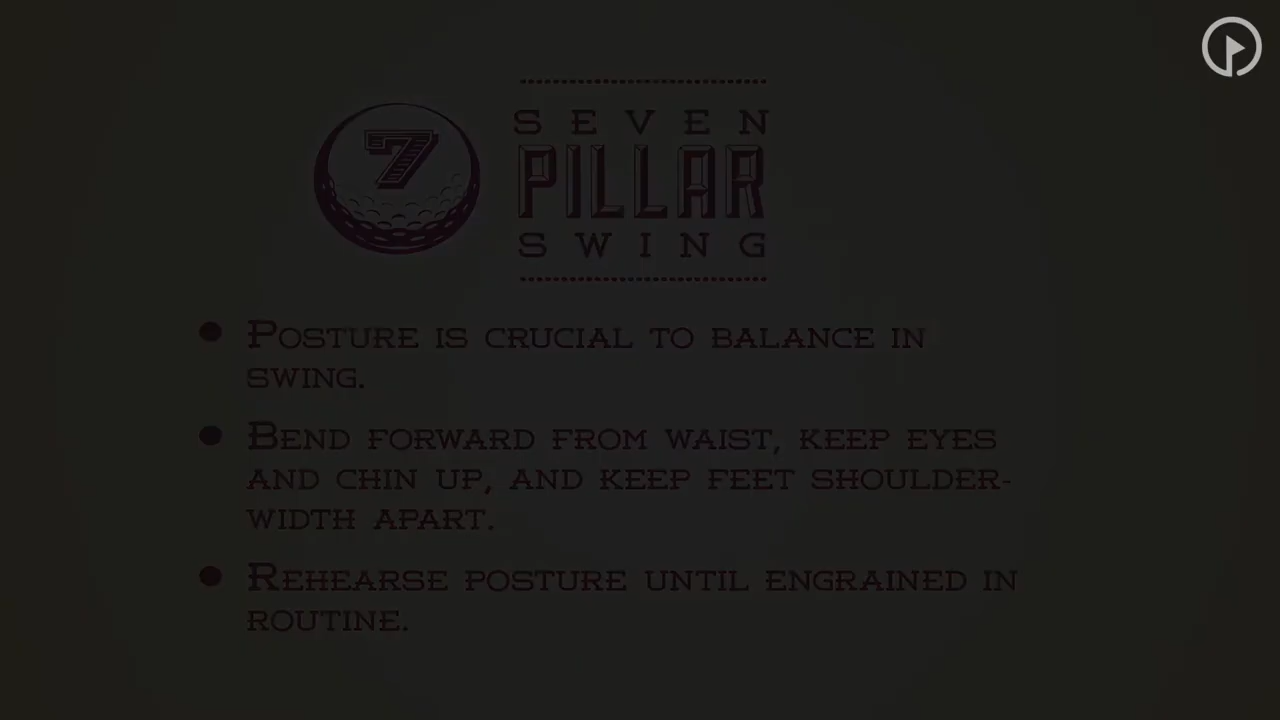 7
SEVEN
PILLAR
SWING
Posture is crucial to balance in
swing.
Bend forward from waist, keep eyes
and chin up, and keep feet shoulder-
width apart.
Rehearse posture until engrained in
routine.